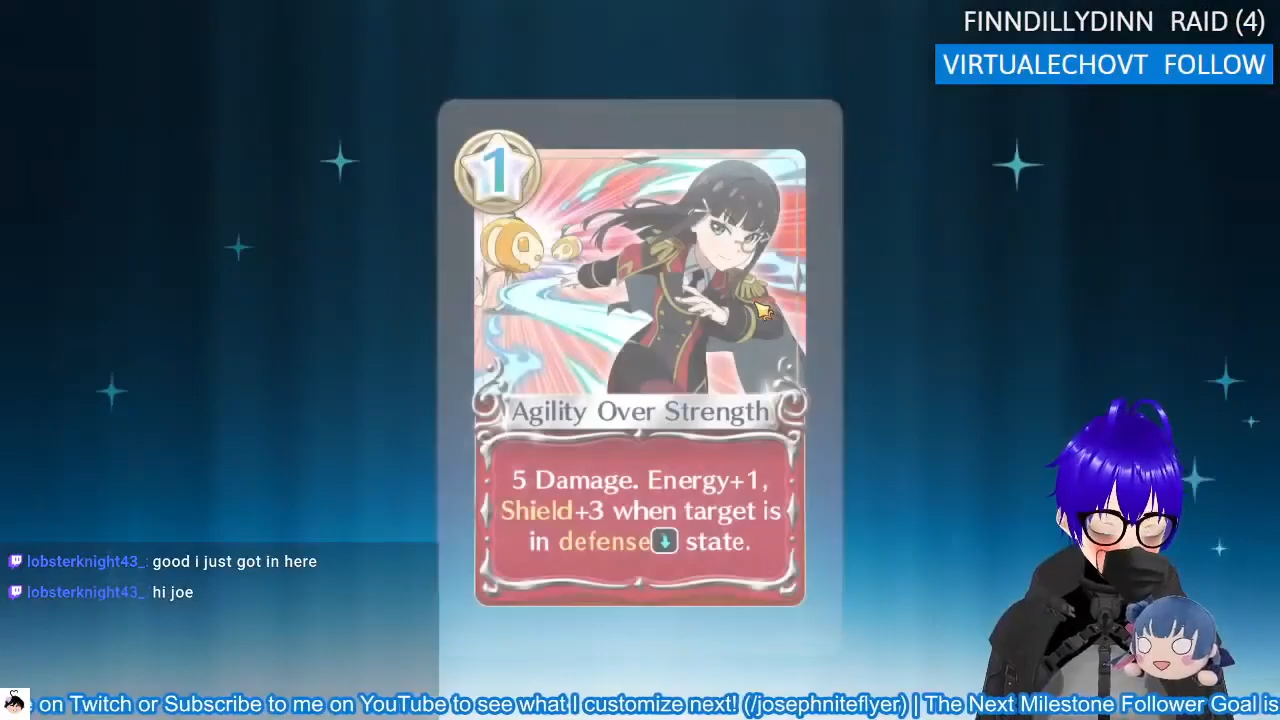 FINNDILLYDINN RAID (4)
VIRTUALECHOVT FOLLOW
1
Agility Over Strength
5 Damage. Energy+1,
Shield+3 when target is
in defense state.
lobsterknight43_: good i just got in here
lobsterknight43_ hi joe
on Twitch or Subscribe to me on YouTube to see what I customize next! (/josephniteflyer) | The Next Milestone Follower Goal is